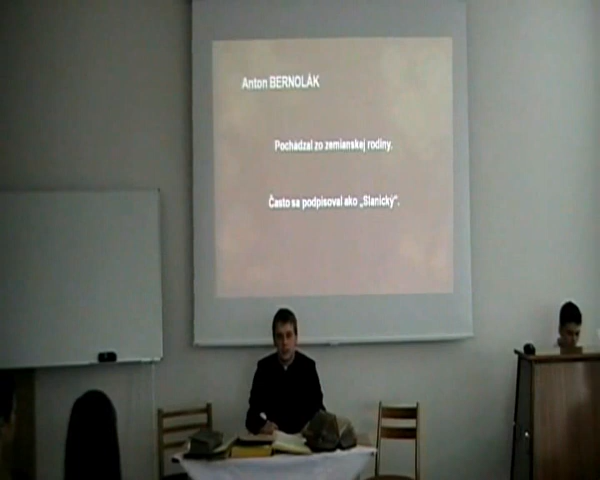 Anton BERNOLÁK
Pochádzal zo zemianskej rodiny.
Často sa podpisoval ako „Slanický“.